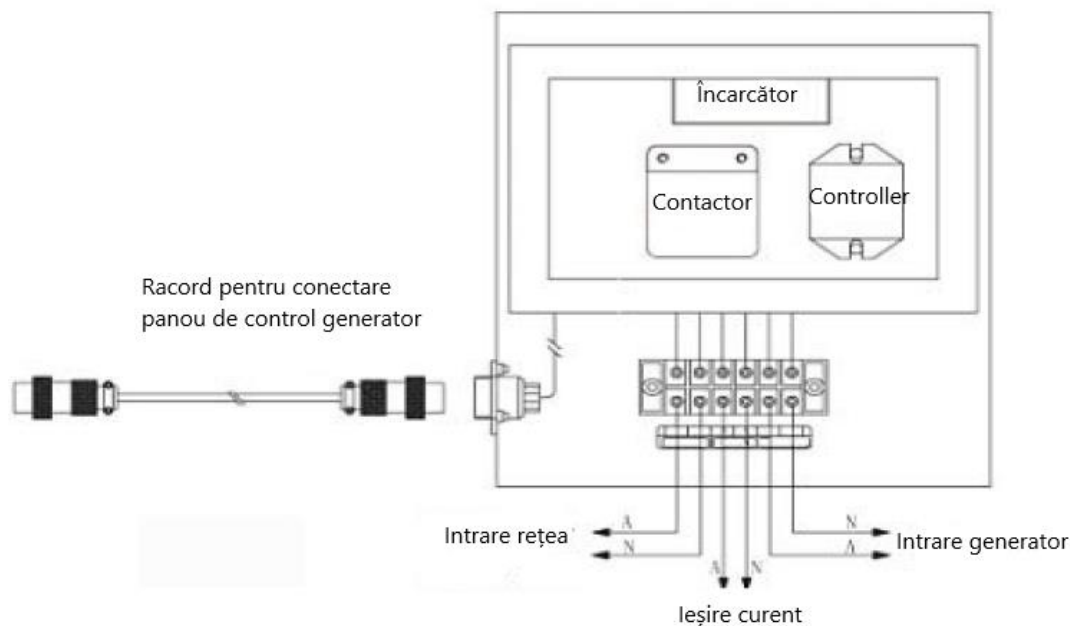 Încarcător
Contactor
Controller
Racord pentru conectare
panou de control generator
Intrare rețea
A
N
A
N
N
A
Intrare generator
Ieșire curent